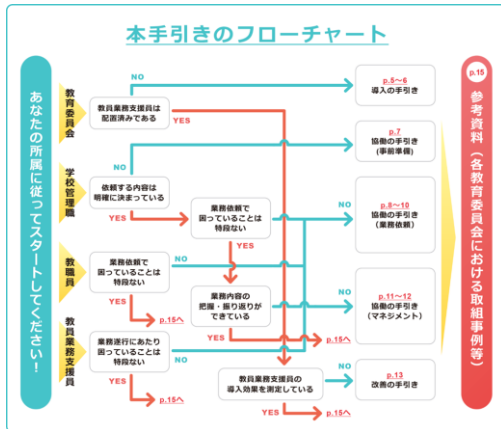 本手引きのフローチャート
あなたの所属に従ってスタートしてください！
教育委員会
教員業務支援員は
配置済みである
NO
YES
p.5～6
導入の手引き
学校管理職
依頼する内容は
明確に決まっている
NO
YES
p.7
協働の手引き
(事前準備)
業務依頼で
困っていることは
特段ない
NO
YES
p.8～10
協働の手引き
(業務依頼)
教職員
業務依頼で
困っていることは
特段ない
NO
YES
p.15へ
業務内容の
把握・振り返りが
できている
NO
YES
p.15へ
p.11～12
協働の手引き
(マネジメント)
教員業務支援員
業務遂行にあたり
困っていることは
特段ない
NO
YES
p.15へ
教員業務支援員の
導入効果を測定している
NO
YES
p.15へ
p.13
改善の手引き
p.15
参考資料（各教育委員会における取組事例等）